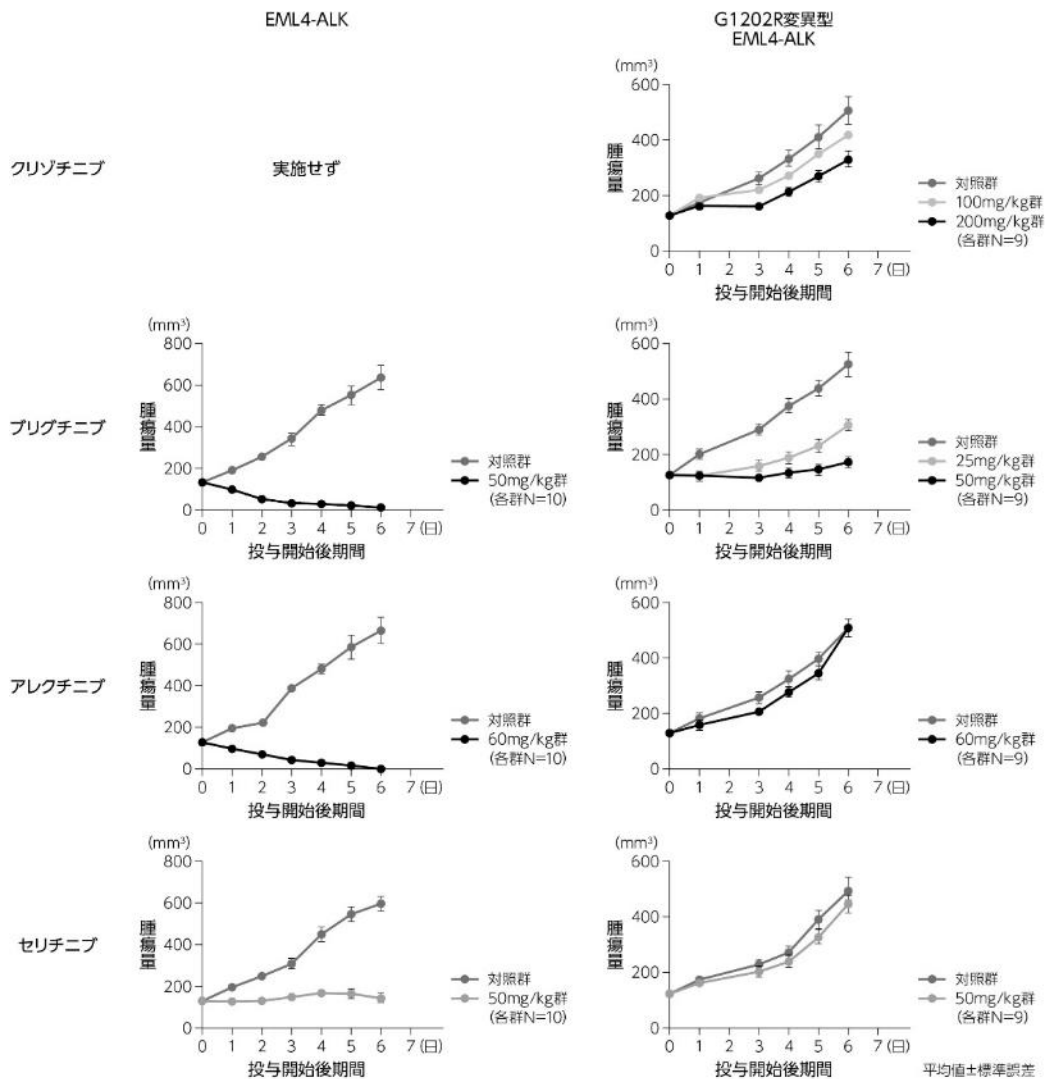 EML4-ALK
G1202R変異型
EML4-ALK
クリゾチニブ
実施せず
(mm³)
600
400
200
0
腫瘍量
0 1 2 3 4 5 6 7(日)
投与開始後期間
対照群
100mg/kg群
200mg/kg群
(各群N=9)
ブリグチニブ
(mm³)
800
600
400
200
0
腫瘍量
0 1 2 3 4 5 6 7(日)
投与開始後期間
対照群
50mg/kg群
(各群N=10)
(mm³)
600
400
200
0
腫瘍量
0 1 2 3 4 5 6 7(日)
投与開始後期間
対照群
25mg/kg群
50mg/kg群
(各群N=9)
アレクチニブ
(mm³)
800
600
400
200
0
腫瘍量
0 1 2 3 4 5 6 7(日)
投与開始後期間
対照群
60mg/kg群
(各群N=10)
(mm³)
600
400
200
0
腫瘍量
0 1 2 3 4 5 6 7(日)
投与開始後期間
対照群
60mg/kg群
(各群N=9)
セリチニブ
(mm³)
800
600
400
200
0
腫瘍量
0 1 2 3 4 5 6 7(日)
投与開始後期間
対照群
50mg/kg群
(各群N=10)
(mm³)
600
400
200
0
腫瘍量
0 1 2 3 4 5 6 7(日)
投与開始後期間
対照群
50mg/kg群
(各群N=9)
平均値±標準誤差